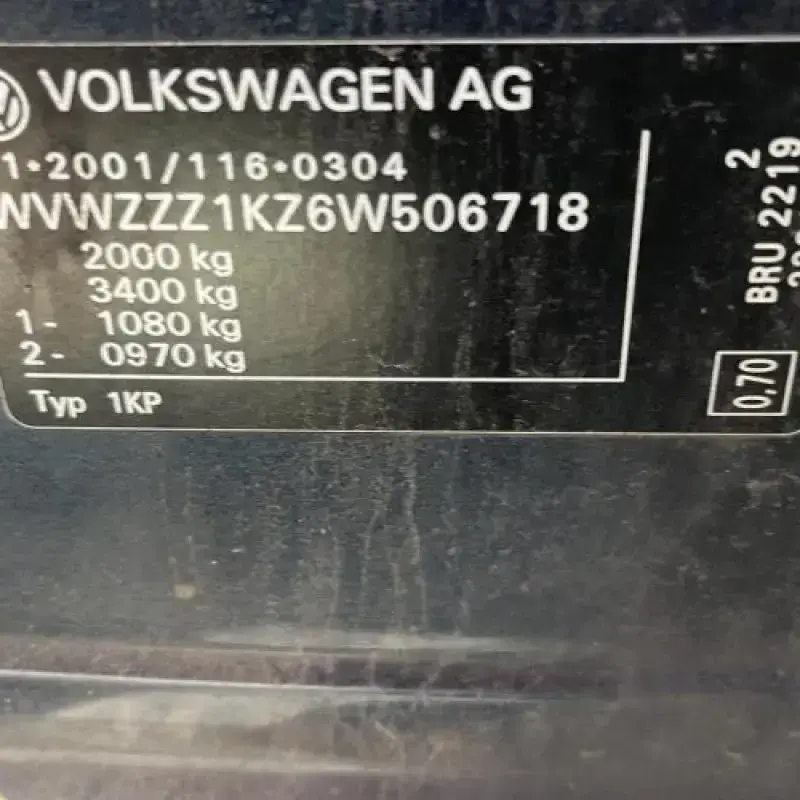 VOLKSWAGEN AG
1*2001/116*0304
WVWZZZ1KZ6W506718
2000 kg
3400 kg
1- 1080 kg
2- 0970 kg
Typ 1KP
2
BRU 2219
0,70